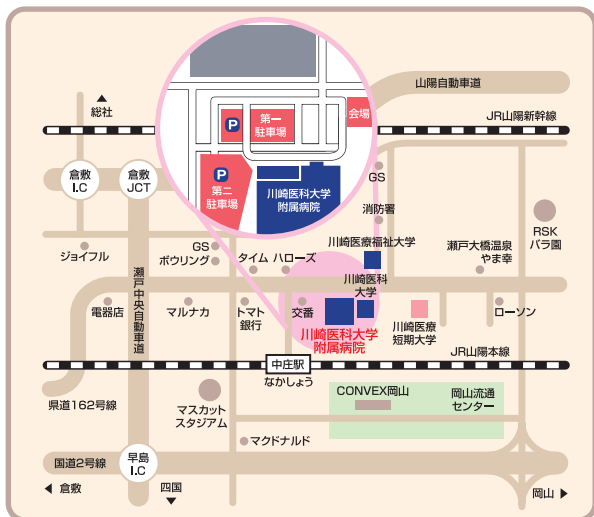 山陽自動車道
総社
JR山陽新幹線
P
第一
駐車場
会場
P
第二
駐車場
川崎医科大学
附属病院
倉敷
I.C
倉敷
JCT
GS
消防署
RSK
バラ園
川崎医療福祉大学
ジョイフル
GS
ボウリング
タイム
ハローズ
瀬戸大橋温泉
やま幸
川崎医科
大学
瀬戸中央自動車道
電器店
マルナカ
トマト
銀行
交番
川崎医科大学
附属病院
川崎医療
短期大学
ローソン
JR山陽本線
中庄駅
なかしょう
県道162号線
マスカット
スタジアム
CONVEX岡山
岡山流通
センター
マクドナルド
国道2号線
早島
I.C
倉敷
四国
岡山